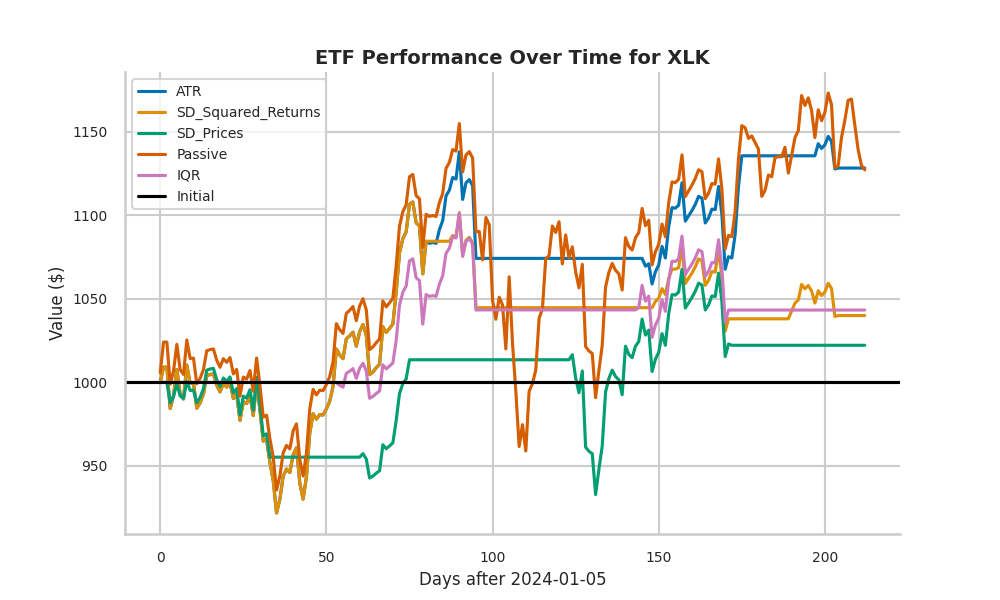 ETF Performance Over Time for XLK
ATR
SD_Squared_Returns
SD_Prices
Passive
IQR
Initial
Value ($)
1150
1100
1050
1000
950
0
50
100
150
200
Days after 2024-01-05